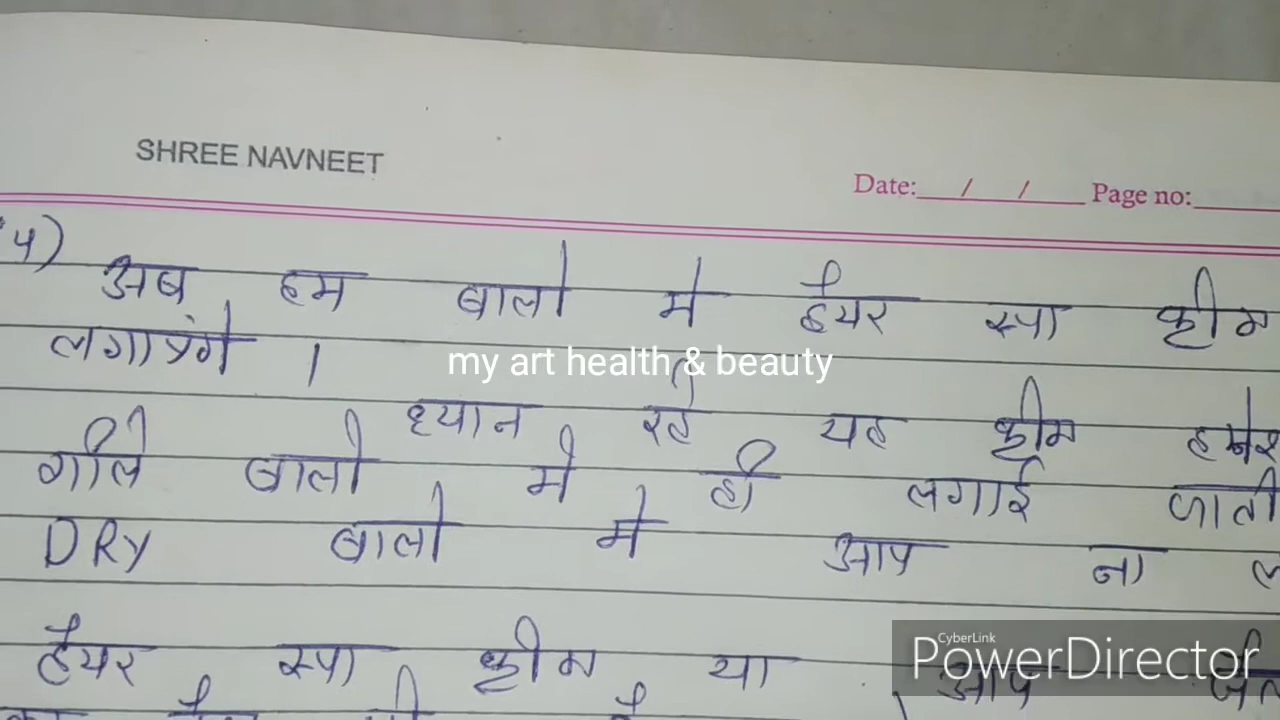 SHREE NAVNEET
Date: / / Page no:
4)
अब हम बालो मे हेयर स्पा क्रीम
लगायंगे ।
my art health & beauty
ध्यान रहे यह क्रीम
गीले बालो मे ही लगाई जाती
DRY बालो मे आप ना
हेयर स्पा क्रीम या आप
CyberLink
PowerDirector